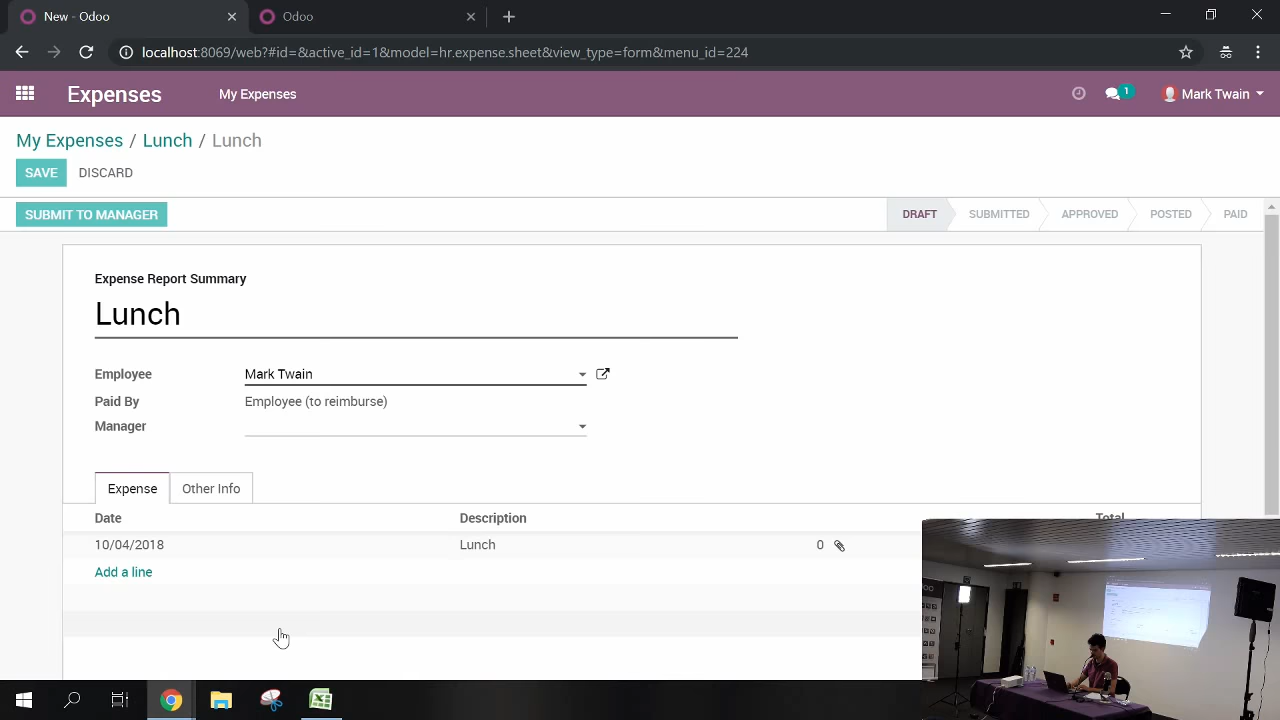 New - Odoo
Odoo
localhost:8069/web?#id=&active_id=1&model=hr.expense.sheet&view_type=form&menu_id=224
Expenses
My Expenses
1
Mark Twain
My Expenses / Lunch / Lunch
SAVE
DISCARD
SUBMIT TO MANAGER
DRAFT
SUBMITTED
APPROVED
POSTED
PAID
Expense Report Summary
Lunch
Employee
Mark Twain
Paid By
Employee (to reimburse)
Manager
Expense
Other Info
Date
Description
Total
10/04/2018
Lunch
0
Add a line